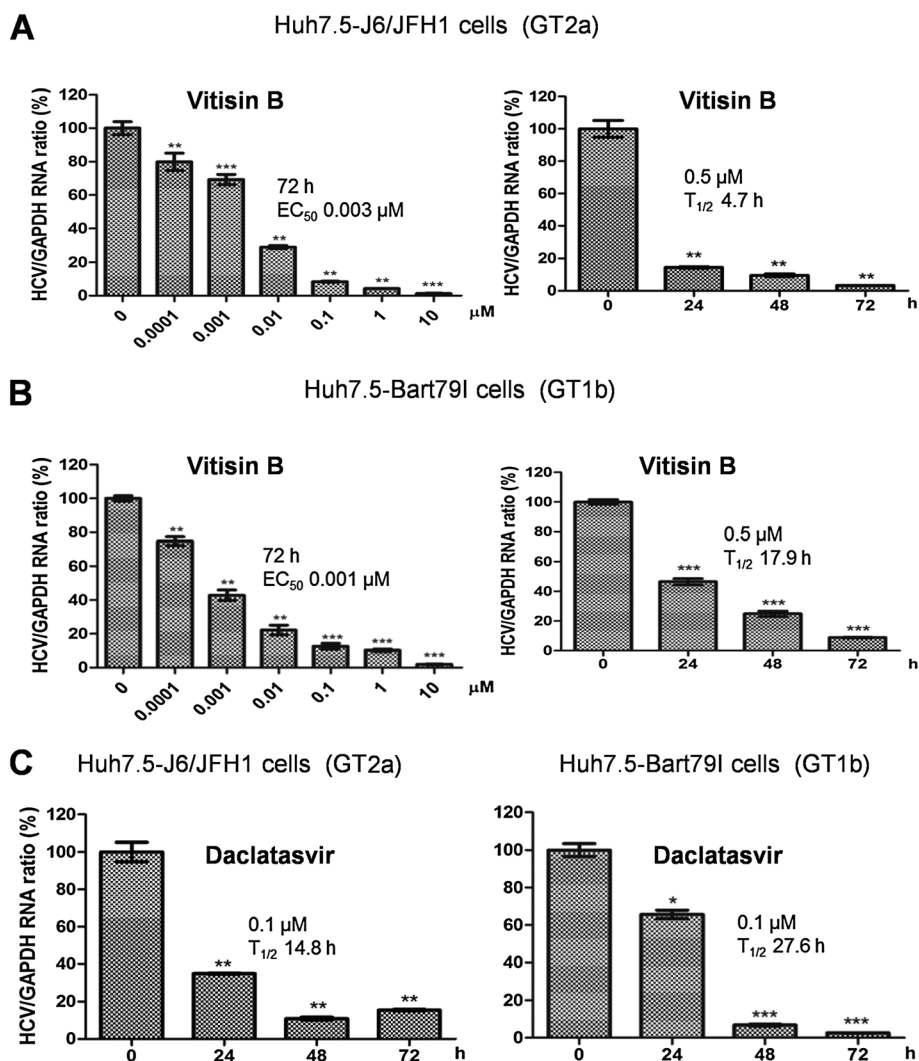 A
Huh7.5-J6/JFH1 cells (GT2a)
HCV/GAPDH RNA ratio (%)
120
100
80
60
40
20
0
Vitisin B
** *** ** ** ** ***
72 h
EC50 0.003 µM
0 0.0001 0.001 0.01 0.1 1 10 µM
HCV/GAPDH RNA ratio (%)
120
100
80
60
40
20
0
Vitisin B
0.5 µM
T1/2 4.7 h
** ** **
0 24 48 72 h
B
Huh7.5-Bart79I cells (GT1b)
HCV/GAPDH RNA ratio (%)
120
100
80
60
40
20
0
Vitisin B
** ** ** *** *** ***
72 h
EC50 0.001 µM
0 0.0001 0.001 0.01 0.1 1 10 µM
HCV/GAPDH RNA ratio (%)
120
100
80
60
40
20
0
Vitisin B
0.5 µM
T1/2 17.9 h
*** *** ***
0 24 48 72 h
C
Huh7.5-J6/JFH1 cells (GT2a)
HCV/GAPDH RNA ratio (%)
120
100
80
60
40
20
0
Daclatasvir
0.1 µM
T1/2 14.8 h
** ** **
0 24 48 72 h
Huh7.5-Bart79I cells (GT1b)
120
100
80
60
40
20
0
Daclatasvir
0.1 µM
T1/2 27.6 h
* *** ***
0 24 48 72 h